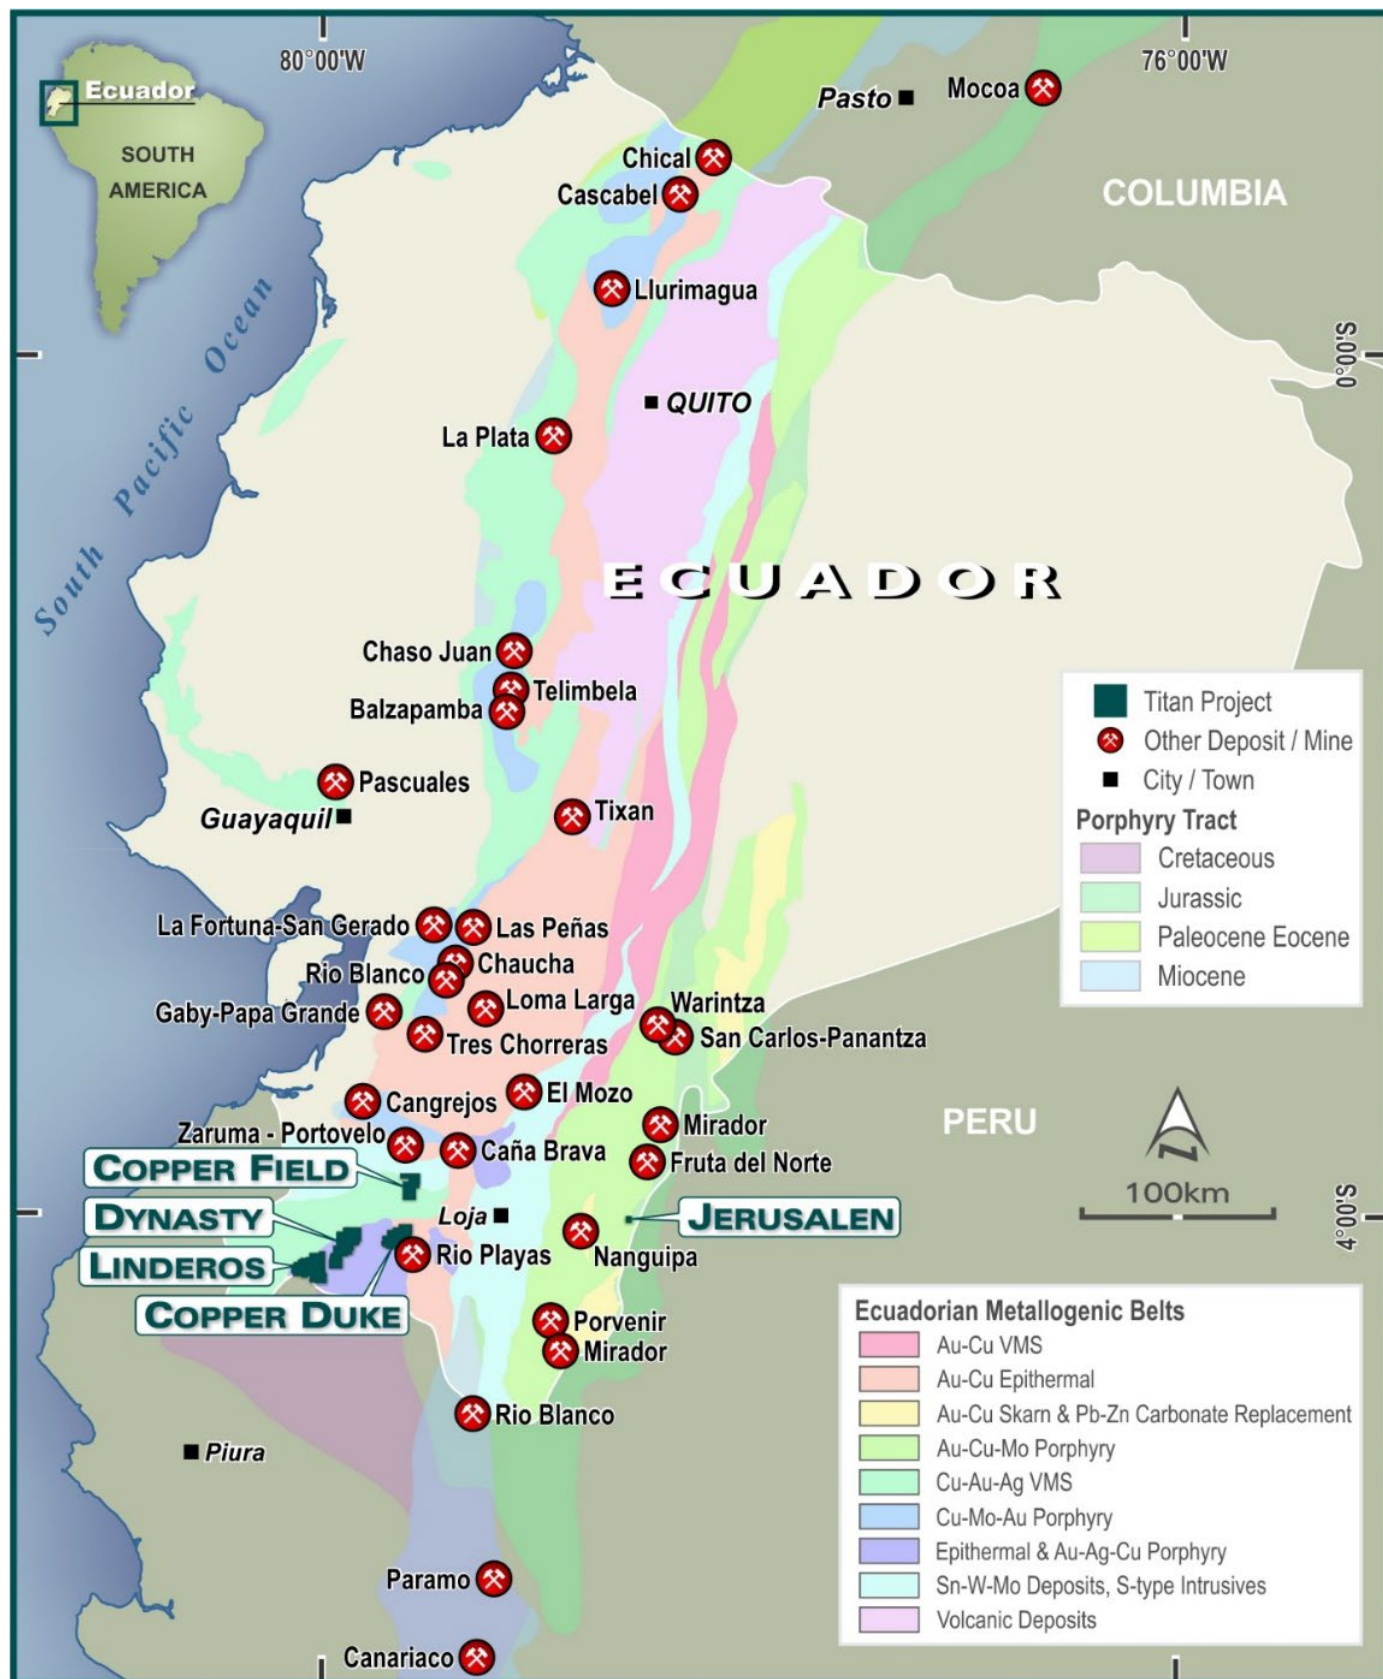 80°00'W
76°00'W
Ecuador
SOUTH
AMERICA
Pasto
Mocoa
Chical
Cascabel
COLUMBIA
Llurimagua
0°00'S
South Pacific Ocean
QUITO
La Plata
ECUADOR
Chaso Juan
Telimbela
Balzapamba
Pascuales
Guayaquil
Tixan
Titan Project
Other Deposit / Mine
City / Town
Porphyry Tract
Cretaceous
Jurassic
Paleocene Eocene
Miocene
La Fortuna-San Gerado
Las Peñas
Chaucha
Rio Blanco
Loma Larga
Gaby-Papa Grande
Tres Chorreras
Warintza
San Carlos-Panantza
El Mozo
Cangrejos
Mirador
PERU
Zaruma - Portovelo
Caña Brava
Fruta del Norte
COPPER FIELD
N
100km
DYNASTY
Loja
JERUSALEN
4°00'S
LINDEROS
Rio Playas
Nanguipa
COPPER DUKE
Porvenir
Mirador
Rio Blanco
Piura
Paramo
Canariaco
Ecuadorian Metallogenic Belts
Au-Cu VMS
Au-Cu Epithermal
Au-Cu Skarn & Pb-Zn Carbonate Replacement
Au-Cu-Mo Porphyry
Cu-Au-Ag VMS
Cu-Mo-Au Porphyry
Epithermal & Au-Ag-Cu Porphyry
Sn-W-Mo Deposits, S-type Intrusives
Volcanic Deposits